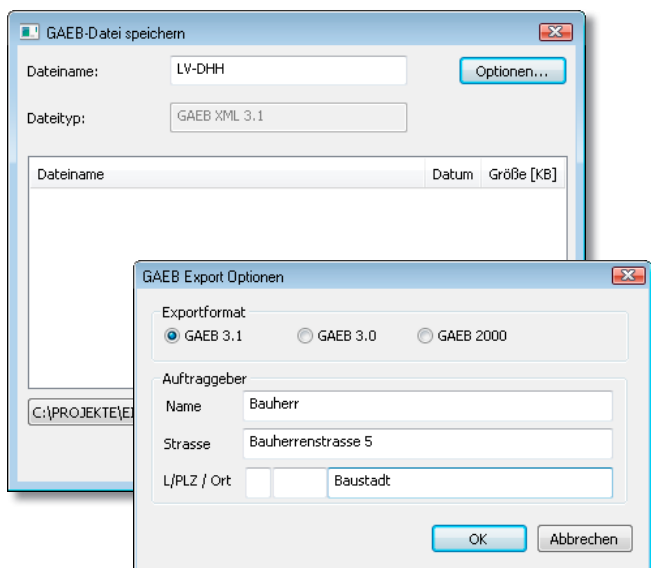 GAEB-Datei speichern
Dateiname: LV-DHH Optionen...
Dateityp: GAEB XML 3.1
Dateiname Datum Größe [KB]
GAEB Export Optionen
Exportformat
GAEB 3.1 GAEB 3.0 GAEB 2000
Auftraggeber
C:\PROJEKTE\
Name Bauherr
Strasse Bauherrenstrasse 5
L/PLZ / Ort Baustadt
OK Abbrechen